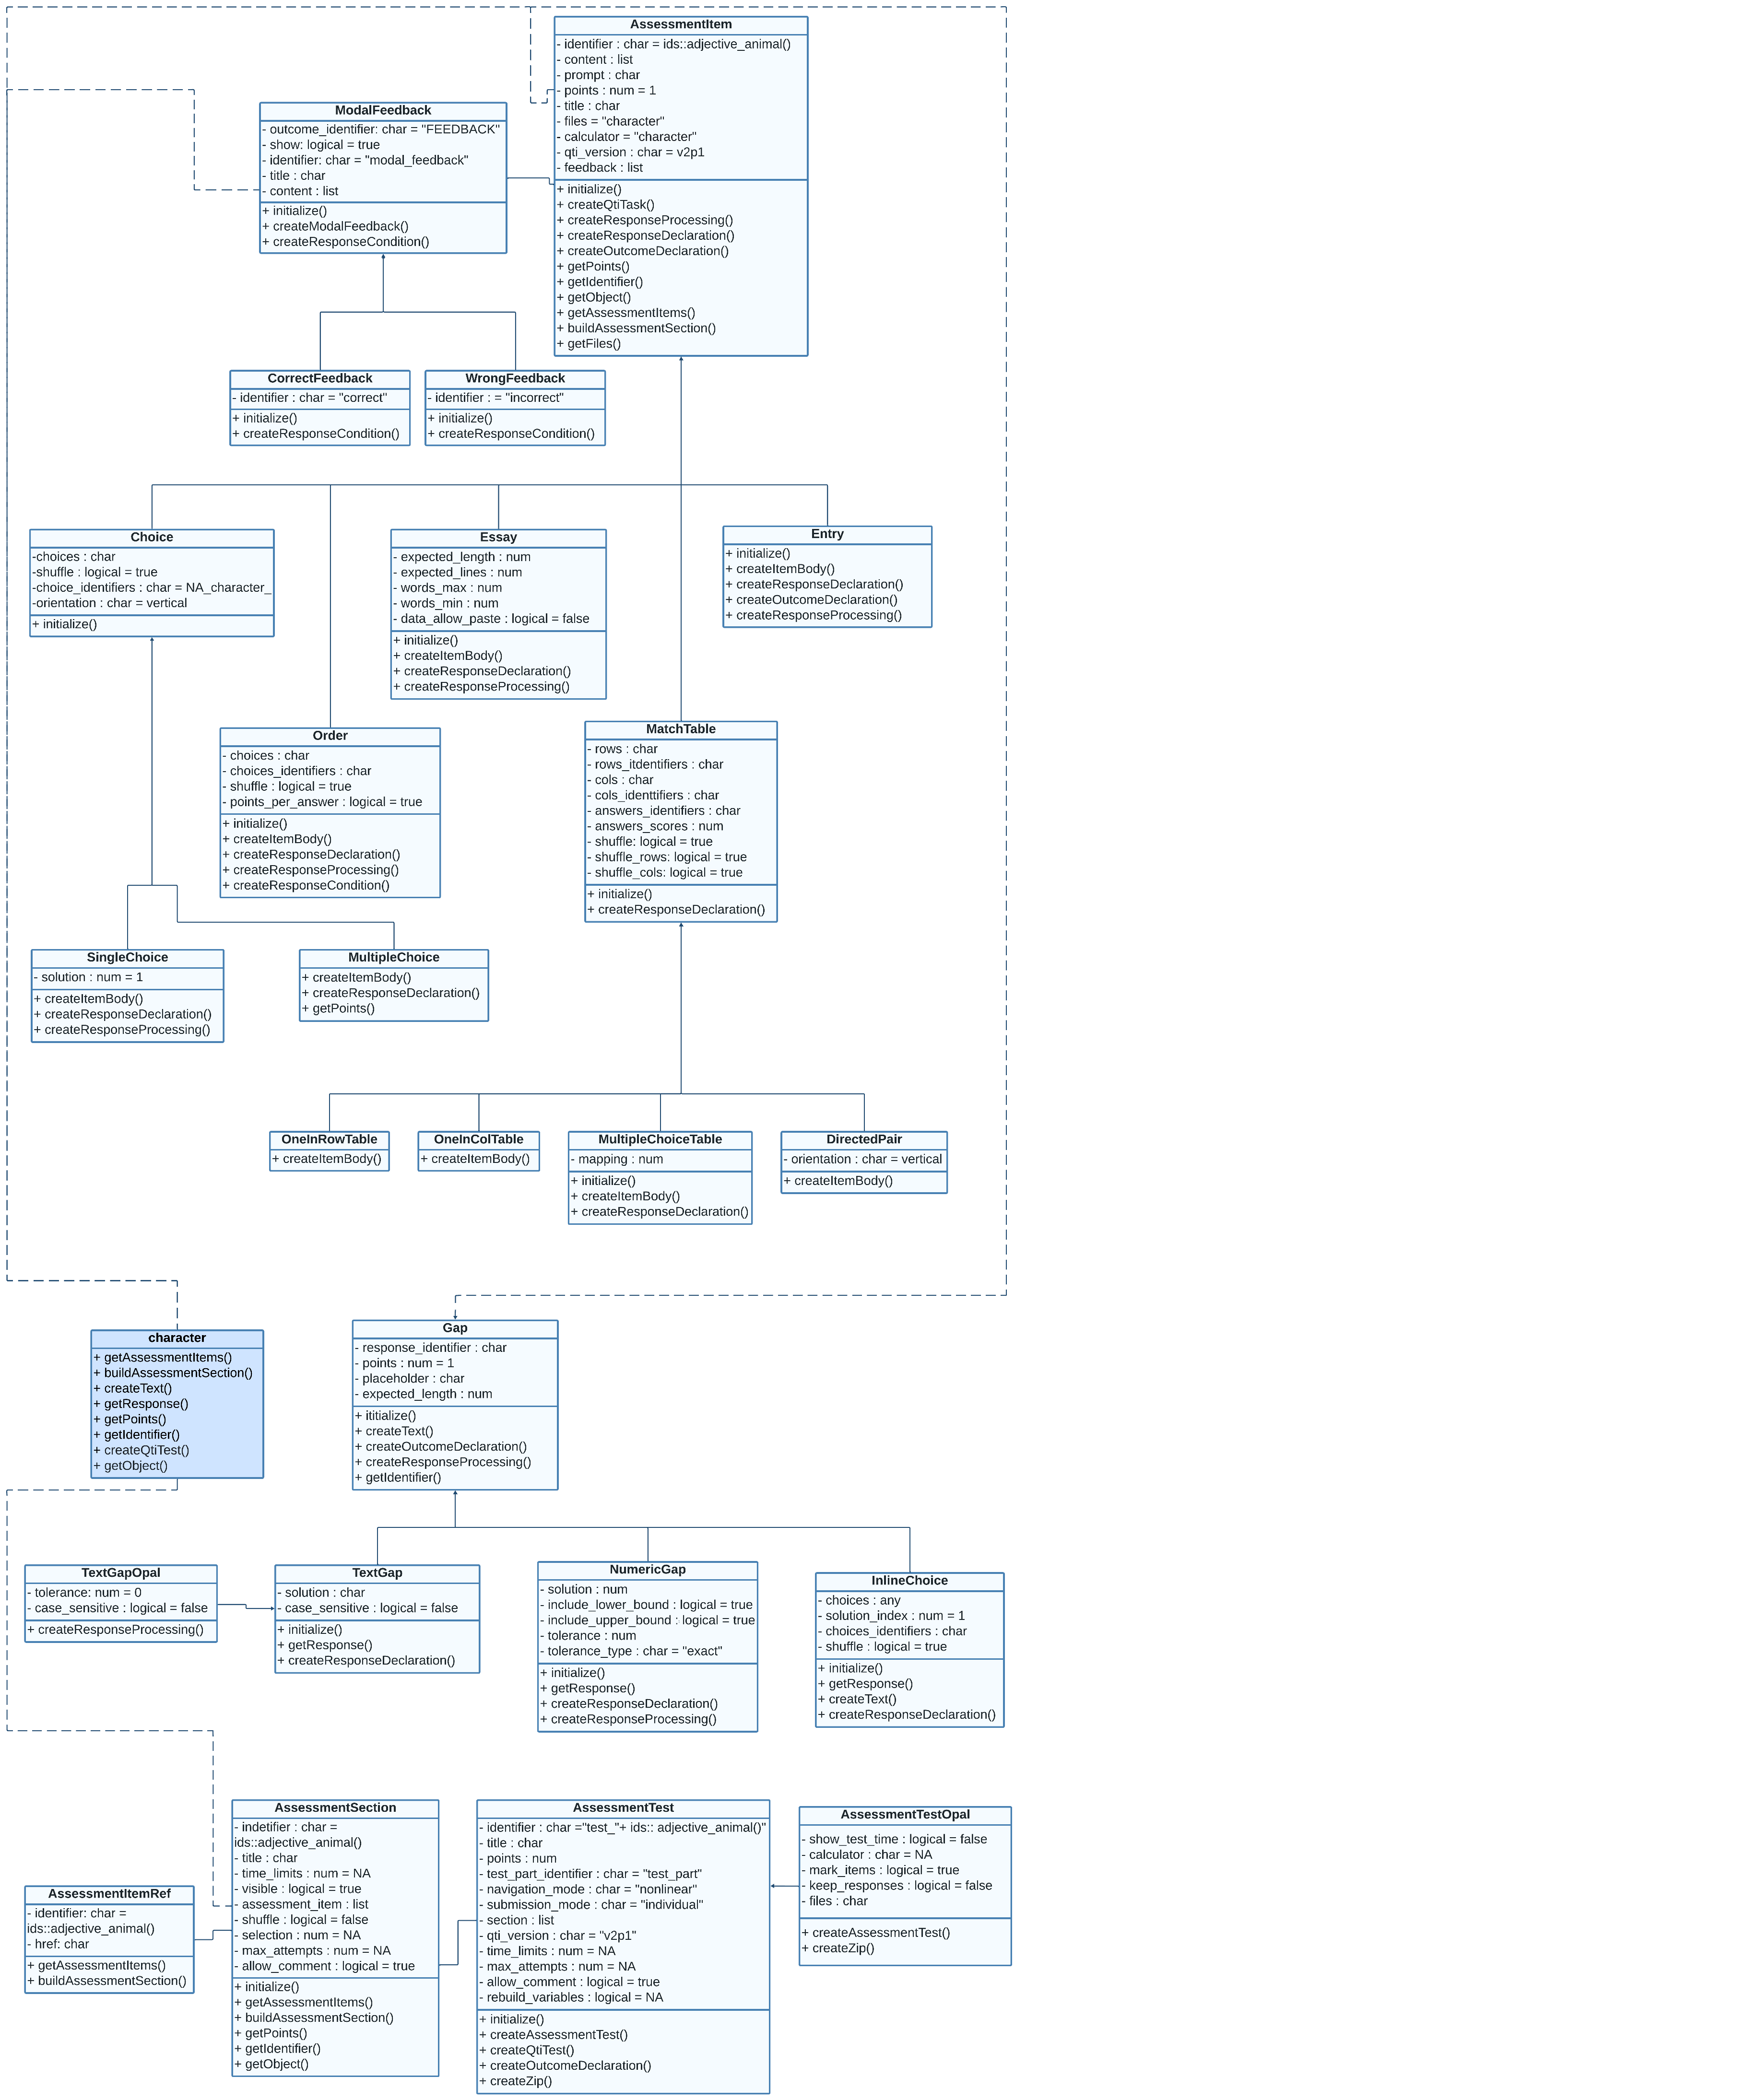 AssessmentItem
- identifier : char = ids::adjective_animal()
- content : list
- prompt : char
- points : num = 1
- title : char
- files = "character"
- calculator = "character"
- qti_version : char = v2p1
- feedback : list
+ initialize()
+ createQtiTask()
+ createResponseProcessing()
+ createResponseDeclaration()
+ createOutcomeDeclaration()
+ getPoints()
+ getIdentifier()
+ getObject()
+ getAssessmentItems()
+ buildAssessmentSection()
+ getFiles()
ModalFeedback
- outcome_identifier: char = "FEEDBACK"
- show: logical = true
- identifier: char = "modal_feedback"
- title : char
- content : list
+ initialize()
+ createModalFeedback()
+ createResponseCondition()
CorrectFeedback
- identifier : char = "correct"
+ initialize()
+ createResponseCondition()
WrongFeedback
- identifier : = "incorrect"
+ initialize()
+ createResponseCondition()
Choice
-choices : char
-shuffle : logical = true
-choice_identifiers : char = NA_character_
-orientation : char = vertical
+ initialize()
Essay
- expected_length : num
- expected_lines : num
- words_max : num
- words_min : num
- data_allow_paste : logical = false
+ initialize()
+ createItemBody()
+ createResponseDeclaration()
+ createResponseProcessing()
Entry
+ initialize()
+ createItemBody()
+ createResponseDeclaration()
+ createOutcomeDeclaration()
+ createResponseProcessing()
Order
- choices : char
- choices_identifiers : char
- shuffle : logical = true
- points_per_answer : logical = true
+ initialize()
+ createItemBody()
+ createResponseDeclaration()
+ createResponseProcessing()
+ createResponseCondition()
MatchTable
- rows : char
- rows_itdentifiers : char
- cols : char
- cols_identtifiers : char
- answers_identifiers : char
- answers_scores : num
- shuffle: logical = true
- shuffle_rows: logical = true
- shuffle_cols: logical = true
+ initialize()
+ createResponseDeclaration()
SingleChoice
- solution : num = 1
+ createItemBody()
+ createResponseDeclaration()
+ createResponseProcessing()
MultipleChoice
+ createItemBody()
+ createResponseDeclaration()
+ getPoints()
OneInRowTable
+ createItemBody()
OneInColTable
+ createItemBody()
MultipleChoiceTable
- mapping : num
+ initialize()
+ createItemBody()
+ createResponseDeclaration()
DirectedPair
- orientation : char = vertical
+ createItemBody()
character
+ getAssessmentItems()
+ buildAssessmentSection()
+ createText()
+ getResponse()
+ getPoints()
+ getIdentifier()
+ createQtiTest()
+ getObject()
Gap
- response_identifier : char
- points : num = 1
- placeholder : char
- expected_length : num
+ ititialize()
+ createText()
+ createOutcomeDeclaration()
+ createResponseProcessing()
+ getIdentifier()
TextGapOpal
- tolerance: num = 0
- case_sensitive : logical = false
+ createResponseProcessing()
TextGap
- solution : char
- case_sensitive : logical = false
+ initialize()
+ getResponse()
+ createResponseDeclaration()
NumericGap
- solution : num
- include_lower_bound : logical = true
- include_upper_bound : logical = true
- tolerance : num
- tolerance_type : char = "exact"
+ initialize()
+ getResponse()
+ createResponseDeclaration()
+ createResponseProcessing()
InlineChoice
- choices : any
- solution_index : num = 1
- choices_identifiers : char
- shuffle : logical = true
+ initialize()
+ getResponse()
+ createText()
+ createResponseDeclaration()
AssessmentItemRef
- identifier: char =
ids::adjective_animal()
- href: char
+ getAssessmentItems()
+ buildAssessmentSection()
AssessmentSection
- indetifier : char =
ids::adjective_animal()
- title : char
- time_limits : num = NA
- visible : logical = true
- assessment_item : list
- shuffle : logical = false
- selection : num = NA
- max_attempts : num = NA
- allow_comment : logical = true
+ initialize()
+ getAssessmentItems()
+ buildAssessmentSection()
+ getPoints()
+ getIdentifier()
+ getObject()
AssessmentTest
- identifier : char ="test_"+ ids:: adjective_animal()"
- title : char
- points : num
- test_part_identifier : char = "test_part"
- navigation_mode : char = "nonlinear"
- submission_mode : char = "individual"
- section : list
- qti_version : char = "v2p1"
- time_limits : num = NA
- max_attempts : num = NA
- allow_comment : logical = true
- rebuild_variables : logical = NA
+ initialize()
+ createAssessmentTest()
+ createQtiTest()
+ createOutcomeDeclaration()
+ createZip()
AssessmentTestOpal
- show_test_time : logical = false
- calculator : char = NA
- mark_items : logical = true
- keep_responses : logical = false
- files : char
+ createAssessmentTest()
+ createZip()